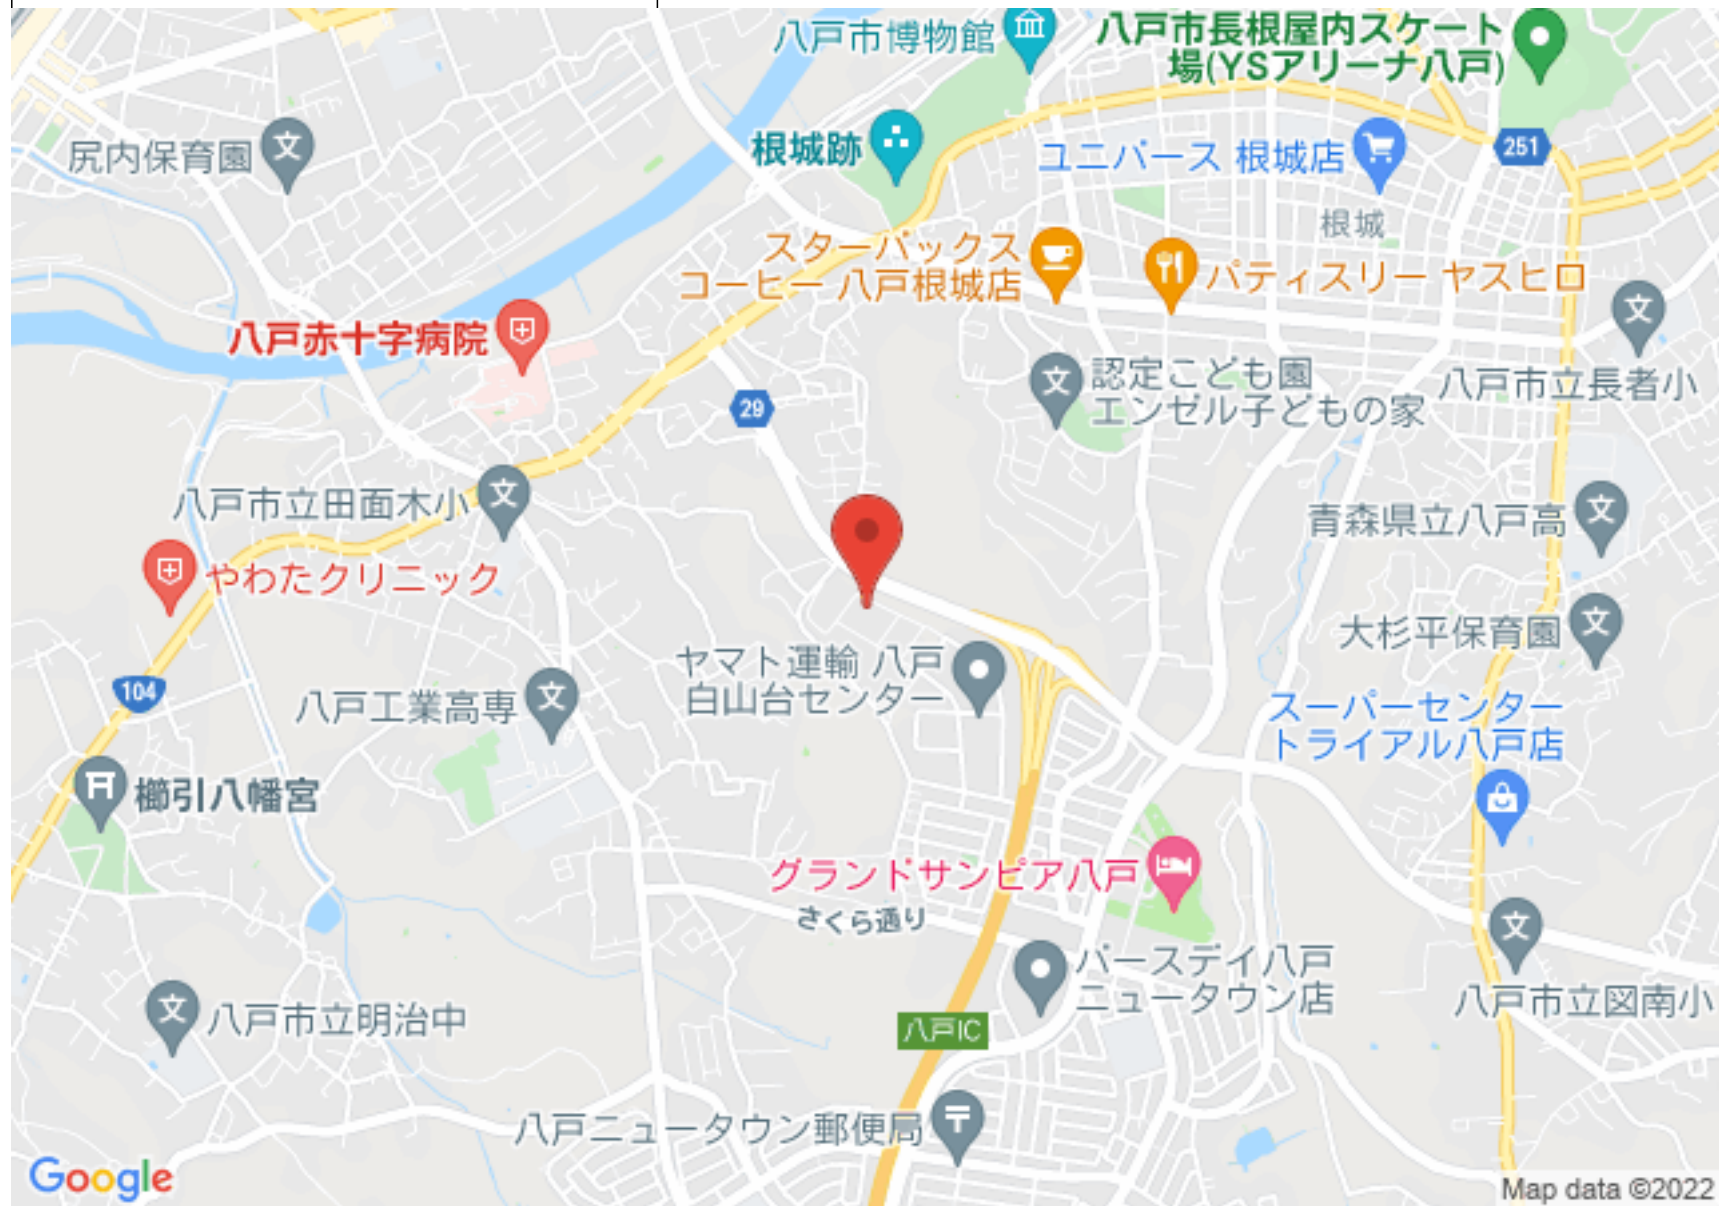 八戸市博物館
八戸市長根屋内スケート
場(YSアリーナ八戸)
尻内保育園
根城跡
ユニバース 根城店
251
根城
スターバックス
コーヒー 八戸根城店
パティスリー ヤスヒロ
八戸赤十字病院
29
認定こども園
エンゼル子どもの家
八戸市立長者小
八戸市立田面木小
青森県立八戸高
やわたクリニック
大杉平保育園
ヤマト運輸 八戸
白山台センター
104
八戸工業高専
スーパーセンター
トライアル八戸店
櫛引八幡宮
グランドサンピア八戸
さくら通り
バースデイ八戸
ニュータウン店
八戸市立図南小
八戸市立明治中
八戸IC
八戸ニュータウン郵便局
Google
Map data ©2022